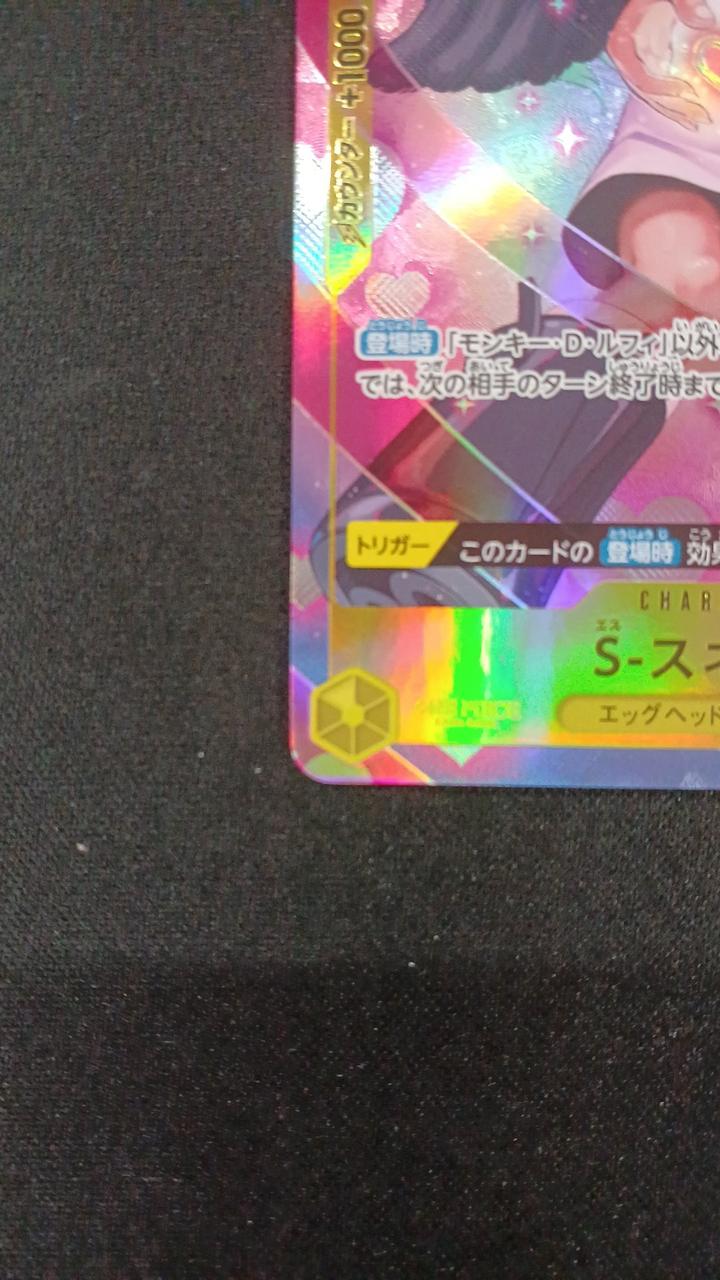 カウンター +1000
登場時 「モンキー・D・ルフィ」以外
では、次の相手のターン終了時まで
トリガー このカードの 登場時 効果
CHAR
S-スネ
エッグヘッド